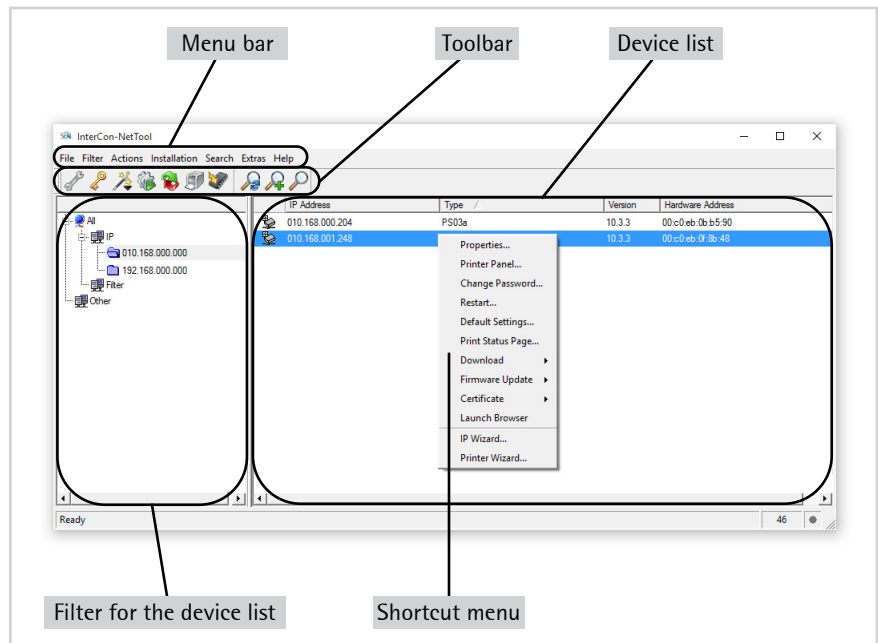 Menu bar
Toolbar
Device list
InterCon-NetTool
File Filter Actions Installation Search Extras Help
IP Address Type Version Hardware Address
All
IP
010.168.000.000
192.168.000.000
Filter
Other
010.168.000.204 PS03a 10.3.3 00:c0:eb:0b:b5:90
010.168.001.248 10.3.3 00:c0:eb:0f:8b:48
Properties...
Printer Panel...
Change Password...
Restart...
Default Settings...
Print Status Page...
Download
Firmware Update
Certificate
Launch Browser
IP Wizard...
Printer Wizard...
Ready 46
Filter for the device list
Shortcut menu